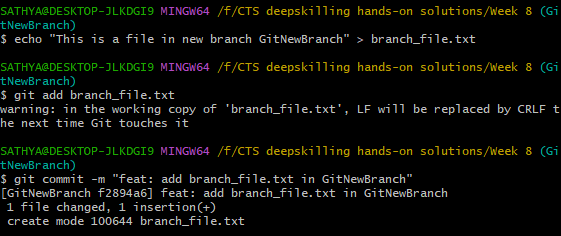 SATHYA@DESKTOP-JLKDGI9 MINGW64 /f/CTS deepskilling hands-on solutions/Week 8 (Gi
tNewBranch)
$ echo "This is a file in new branch GitNewBranch" > branch_file.txt
SATHYA@DESKTOP-JLKDGI9 MINGW64 /f/CTS deepskilling hands-on solutions/Week 8 (Gi
tNewBranch)
$ git add branch_file.txt
warning: in the working copy of 'branch_file.txt', LF will be replaced by CRLF t
he next time Git touches it
SATHYA@DESKTOP-JLKDGI9 MINGW64 /f/CTS deepskilling hands-on solutions/Week 8 (Gi
tNewBranch)
$ git commit -m "feat: add branch_file.txt in GitNewBranch"
[GitNewBranch f2894a6] feat: add branch_file.txt in GitNewBranch
 1 file changed, 1 insertion(+)
 create mode 100644 branch_file.txt